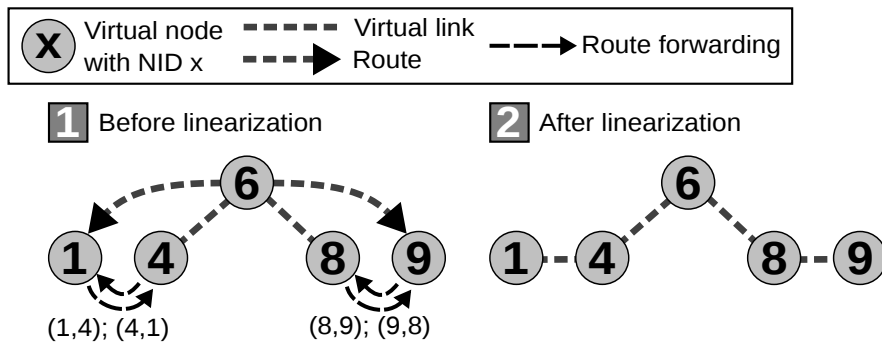 x Virtual node with NID x
Virtual link
Route
Route forwarding
1 Before linearization
2 After linearization
6
1 4 8 9
(1,4); (4,1) (8,9); (9,8)
6
1 4 8 9